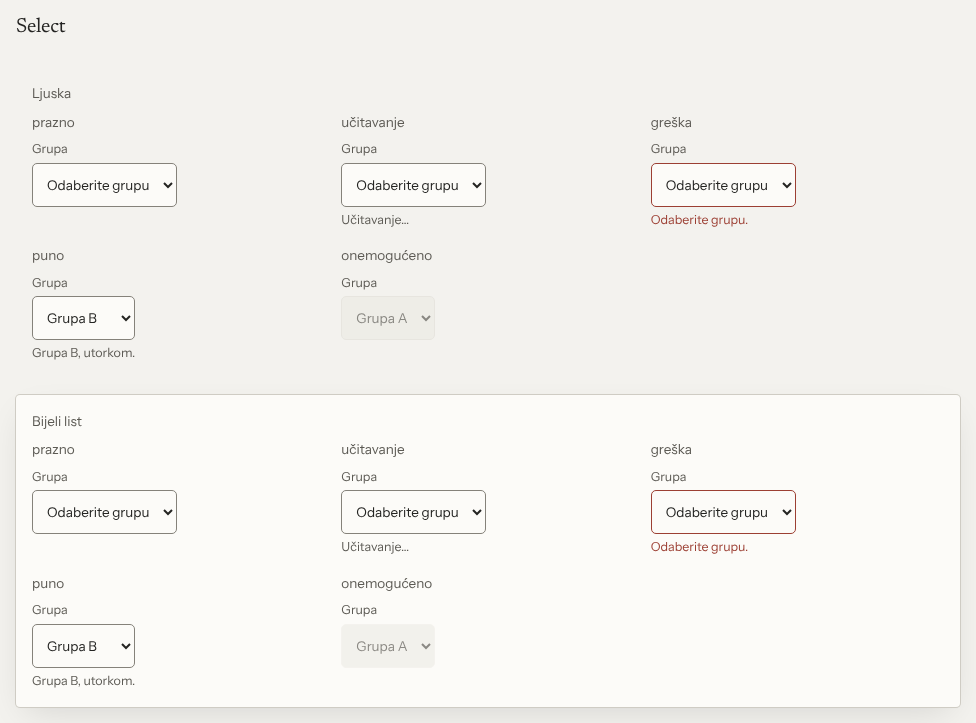 Select
Ljuska
prazno učitavanje greška
Grupa Grupa Grupa
Odaberite grupu Odaberite grupu Odaberite grupu
Učitavanje... Odaberite grupu.
puno onemogućeno
Grupa Grupa
Grupa B Grupa A
Grupa B, utorkom.
Bijeli list
prazno učitavanje greška
Grupa Grupa Grupa
Odaberite grupu Odaberite grupu Odaberite grupu
Učitavanje... Odaberite grupu.
puno onemogućeno
Grupa Grupa
Grupa B Grupa A
Grupa B, utorkom.